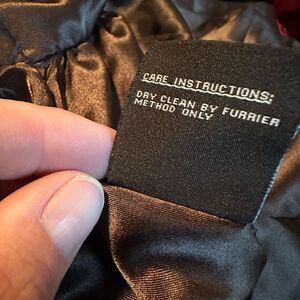 CARE INSTRUCTIONS:
DRY CLEAN BY FURRIER
METHOD ONLY